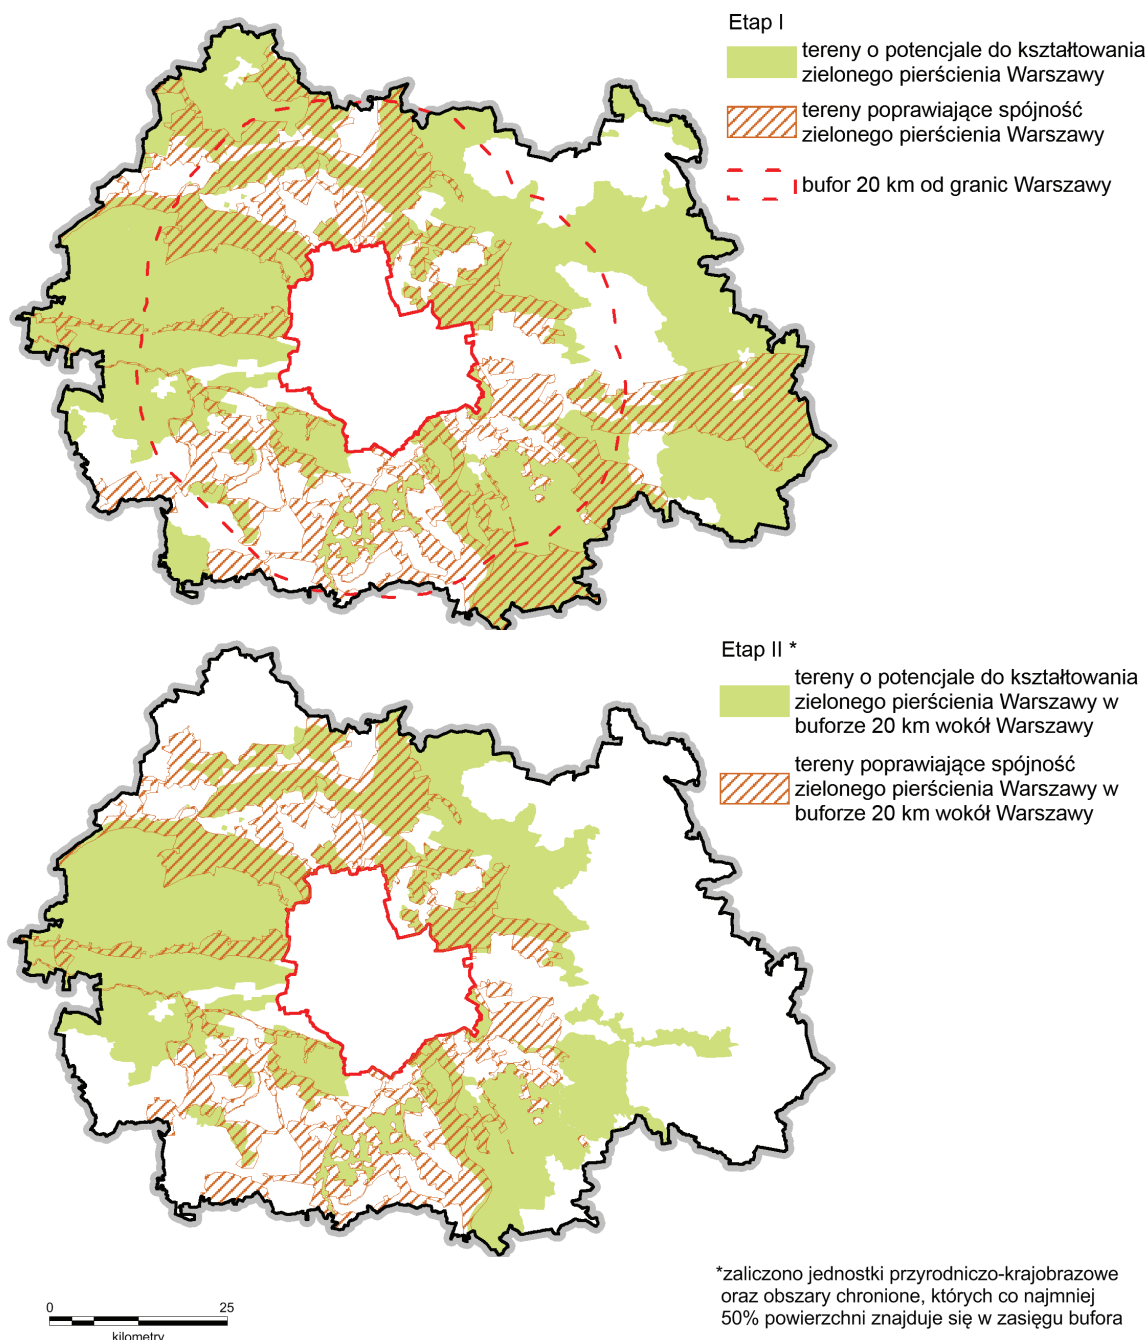 Etap I
tereny o potencjale do kształtowania
zielonego pierścienia Warszawy
tereny poprawiające spójność
zielonego pierścienia Warszawy
bufor 20 km od granic Warszawy
Etap II *
tereny o potencjale do kształtowania
zielonego pierścienia Warszawy w
buforze 20 km wokół Warszawy
tereny poprawiające spójność
zielonego pierścienia Warszawy w
buforze 20 km wokół Warszawy
*zaliczono jednostki przyrodniczo-krajobrazowe
oraz obszary chronione, których co najmniej
50% powierzchni znajduje się w zasięgu bufora
0 25
kilometry